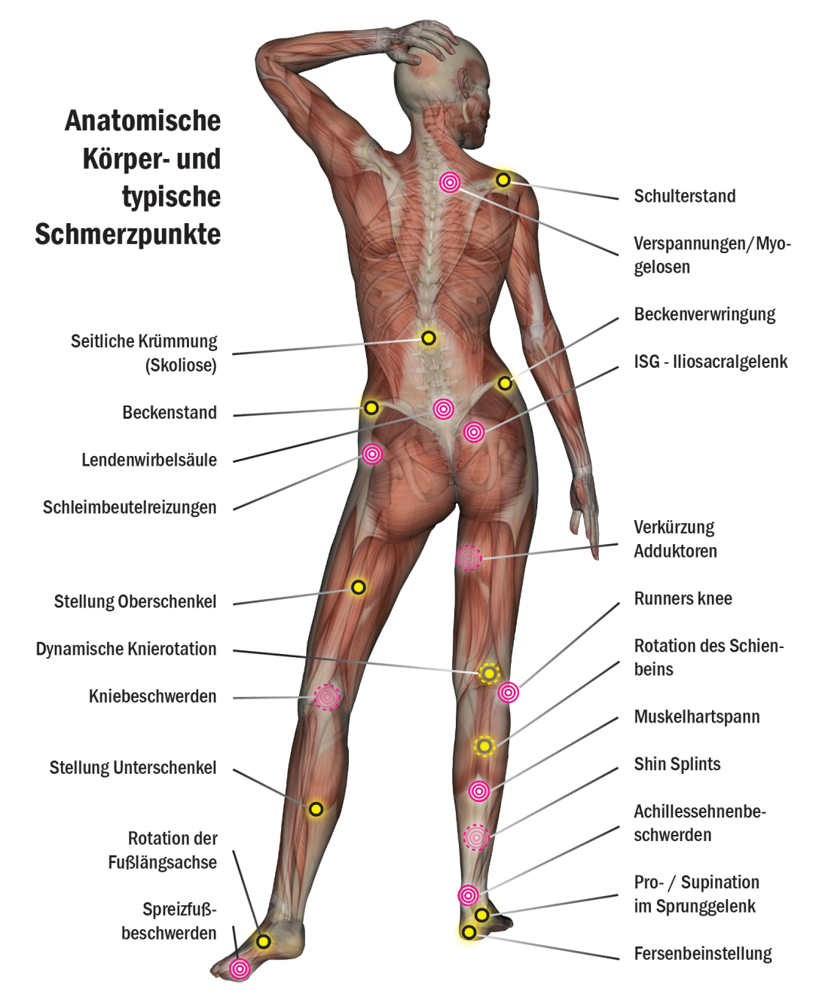 Anatomische
Körper- und
typische
Schmerzpunkte
Seitliche Krümmung
(Skoliose)
Beckenstand
Lendenwirbelsäule
Schleimbeutelreizungen
Stellung Oberschenkel
Dynamische Knierotation
Kniebeschwerden
Stellung Unterschenkel
Rotation der
Fußlängsachse
Spreizfuß-
beschwerden
Schulterstand
Verspannungen/Myo-
gelosen
Beckenverwringung
ISG - Iliosacralgelenk
Verkürzung
Adduktoren
Runners knee
Rotation des Schien-
beins
Muskelhartspann
Shin Splints
Achillessehnenbe-
schwerden
Pro- / Supination
im Sprunggelenk
Fersenbeinstellung